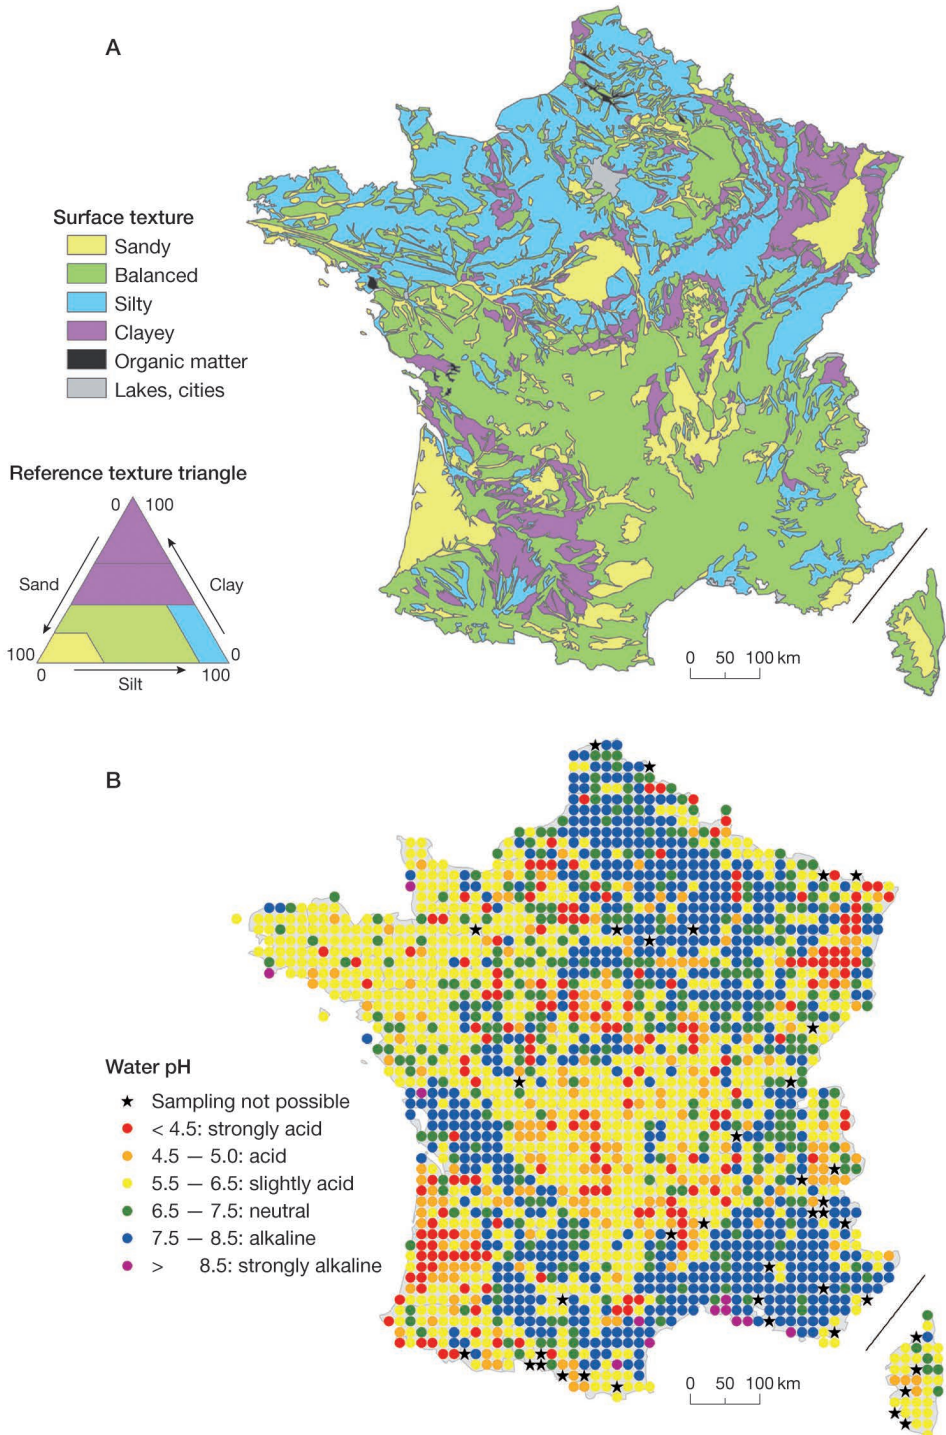 A
Surface texture
Sandy
Balanced
Silty
Clayey
Organic matter
Lakes, cities
Reference texture triangle
0 100
Sand Clay
100 0
0 100
Silt
0 50 100 km
B
Water pH
Sampling not possible
< 4.5: strongly acid
4.5 — 5.0: acid
5.5 — 6.5: slightly acid
6.5 — 7.5: neutral
7.5 — 8.5: alkaline
> 8.5: strongly alkaline
0 50 100 km